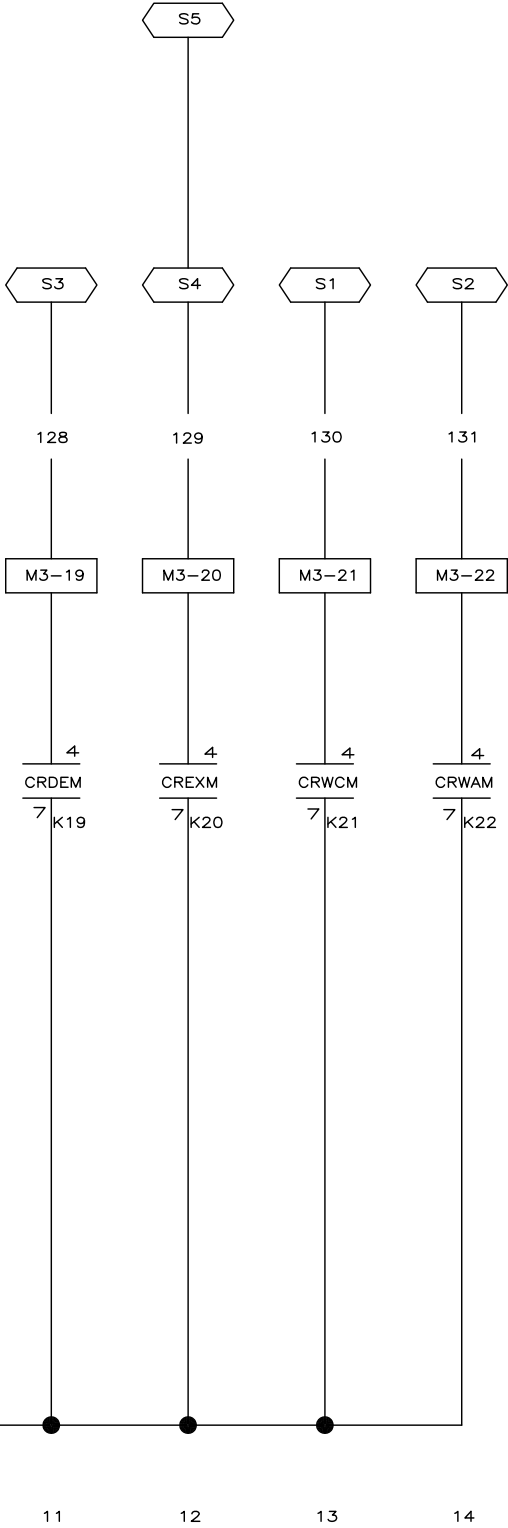 S5
S3 S4 S1 S2
128 129 130 131
M3-19 M3-20 M3-21 M3-22
4 4 4 4
CRDEM CREXM CRWCM CRWAM
7 K19 7 K20 7 K21 7 K22
11 12 13 14